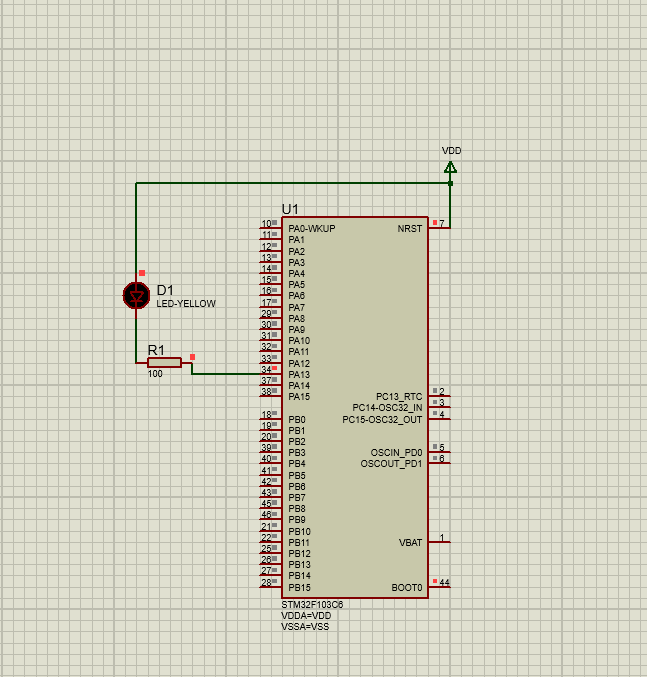 VDD
U1
10 PA0-WKUP NRST 7
11 PA1
12 PA2
13 PA3
14 PA4
15 PA5
16 PA6
17 PA7
29 PA8
30 PA9
31 PA10
32 PA11
33 PA12
34 PA13
37 PA14
38 PA15
D1
LED-YELLOW
R1
100
PC13_RTC 2
PC14-OSC32_IN 3
PC15-OSC32_OUT 4
18 PB0
19 PB1
20 PB2
39 PB3
40 PB4
41 PB5
42 PB6
43 PB7
45 PB8
46 PB9
21 PB10
22 PB11
25 PB12
26 PB13
27 PB14
28 PB15
OSCIN_PD0 5
OSCOUT_PD1 6
VBAT 1
BOOT0 44
STM32F103C6
VDDA=VDD
VSSA=VSS